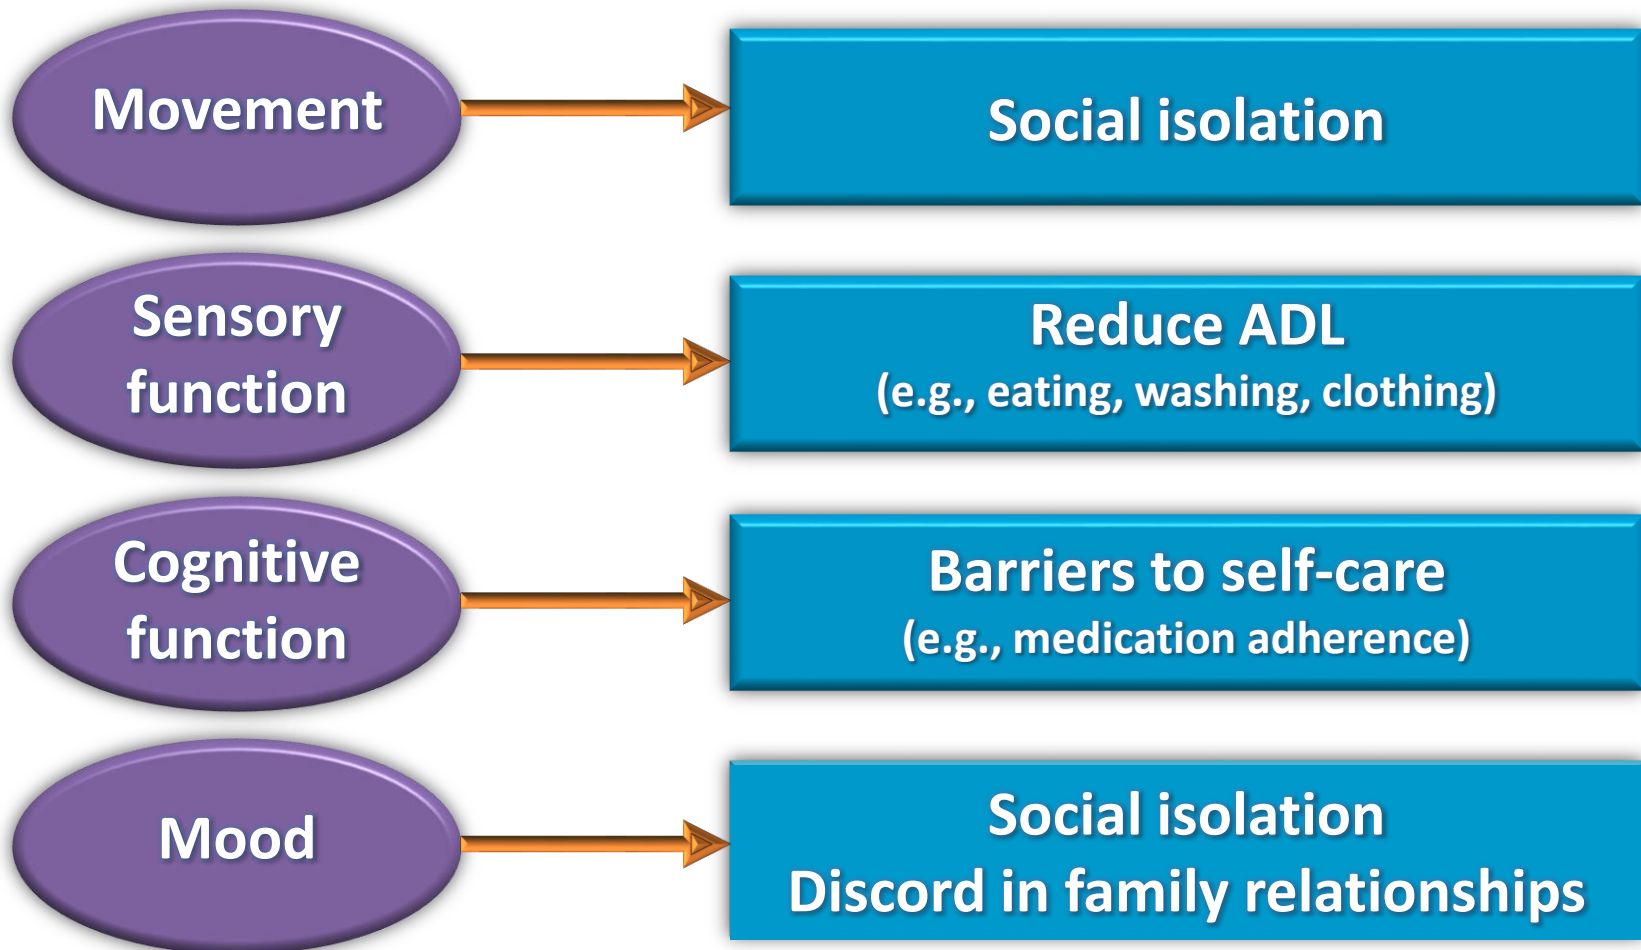 Movement
Social isolation
Sensory
function
Reduce ADL
(e.g., eating, washing, clothing)
Cognitive
function
Barriers to self-care
(e.g., medication adherence)
Mood
Social isolation
Discord in family relationships